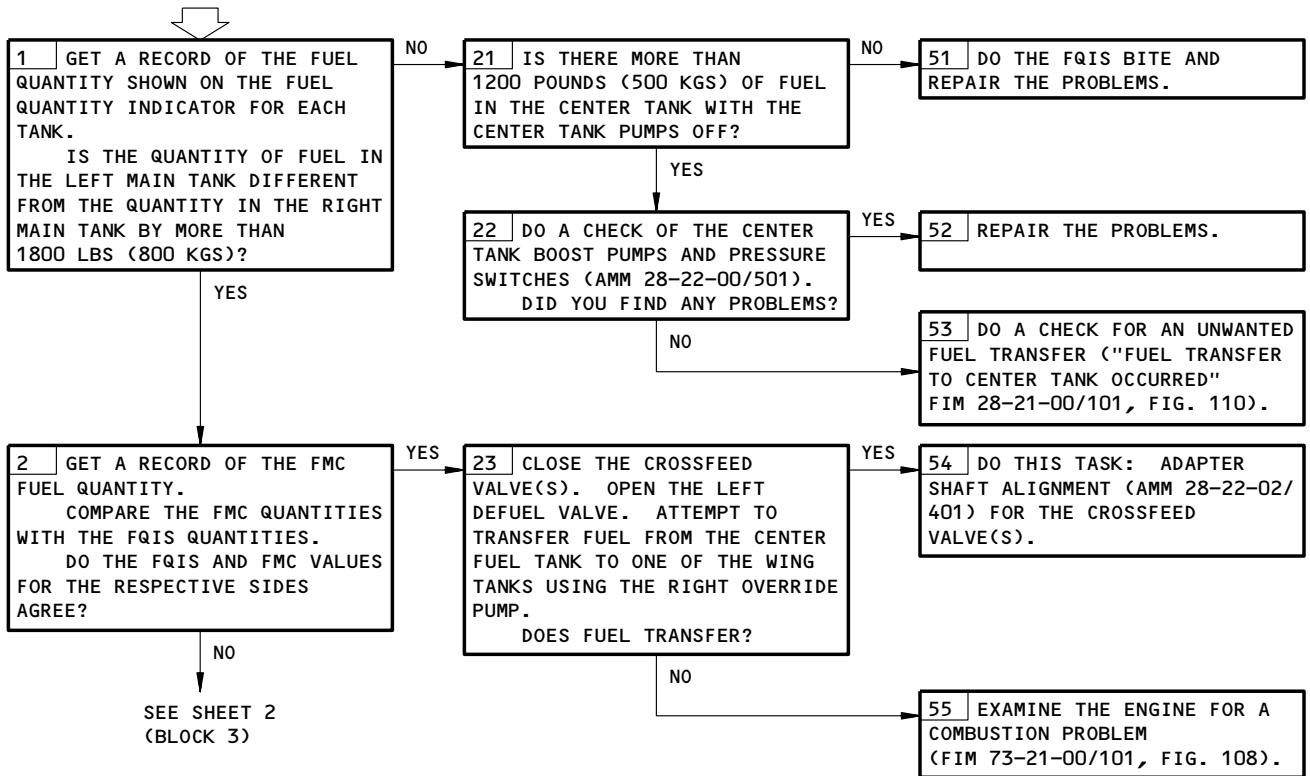 1 GET A RECORD OF THE FUEL
QUANTITY SHOWN ON THE FUEL
QUANTITY INDICATOR FOR EACH
TANK.
IS THE QUANTITY OF FUEL IN
THE LEFT MAIN TANK DIFFERENT
FROM THE QUANTITY IN THE RIGHT
MAIN TANK BY MORE THAN
1800 LBS (800 KGS)?
NO
21 IS THERE MORE THAN
1200 POUNDS (500 KGS) OF FUEL
IN THE CENTER TANK WITH THE
CENTER TANK PUMPS OFF?
NO
51 DO THE FQIS BITE AND
REPAIR THE PROBLEMS.
YES
22 DO A CHECK OF THE CENTER
TANK BOOST PUMPS AND PRESSURE
SWITCHES (AMM 28-22-00/501).
DID YOU FIND ANY PROBLEMS?
YES
52 REPAIR THE PROBLEMS.
NO
53 DO A CHECK FOR AN UNWANTED
FUEL TRANSFER ("FUEL TRANSFER
TO CENTER TANK OCCURRED"
FIM 28-21-00/101, FIG. 110).
YES
2 GET A RECORD OF THE FMC
FUEL QUANTITY.
COMPARE THE FMC QUANTITIES
WITH THE FQIS QUANTITIES.
DO THE FQIS AND FMC VALUES
FOR THE RESPECTIVE SIDES
AGREE?
YES
23 CLOSE THE CROSSFEED
VALVE(S). OPEN THE LEFT
DEFUEL VALVE. ATTEMPT TO
TRANSFER FUEL FROM THE CENTER
FUEL TANK TO ONE OF THE WING
TANKS USING THE RIGHT OVERRIDE
PUMP.
DOES FUEL TRANSFER?
YES
54 DO THIS TASK: ADAPTER
SHAFT ALIGNMENT (AMM 28-22-02/
401) FOR THE CROSSFEED
VALVE(S).
NO
SEE SHEET 2
(BLOCK 3)
NO
55 EXAMINE THE ENGINE FOR A
COMBUSTION PROBLEM
(FIM 73-21-00/101, FIG. 108).